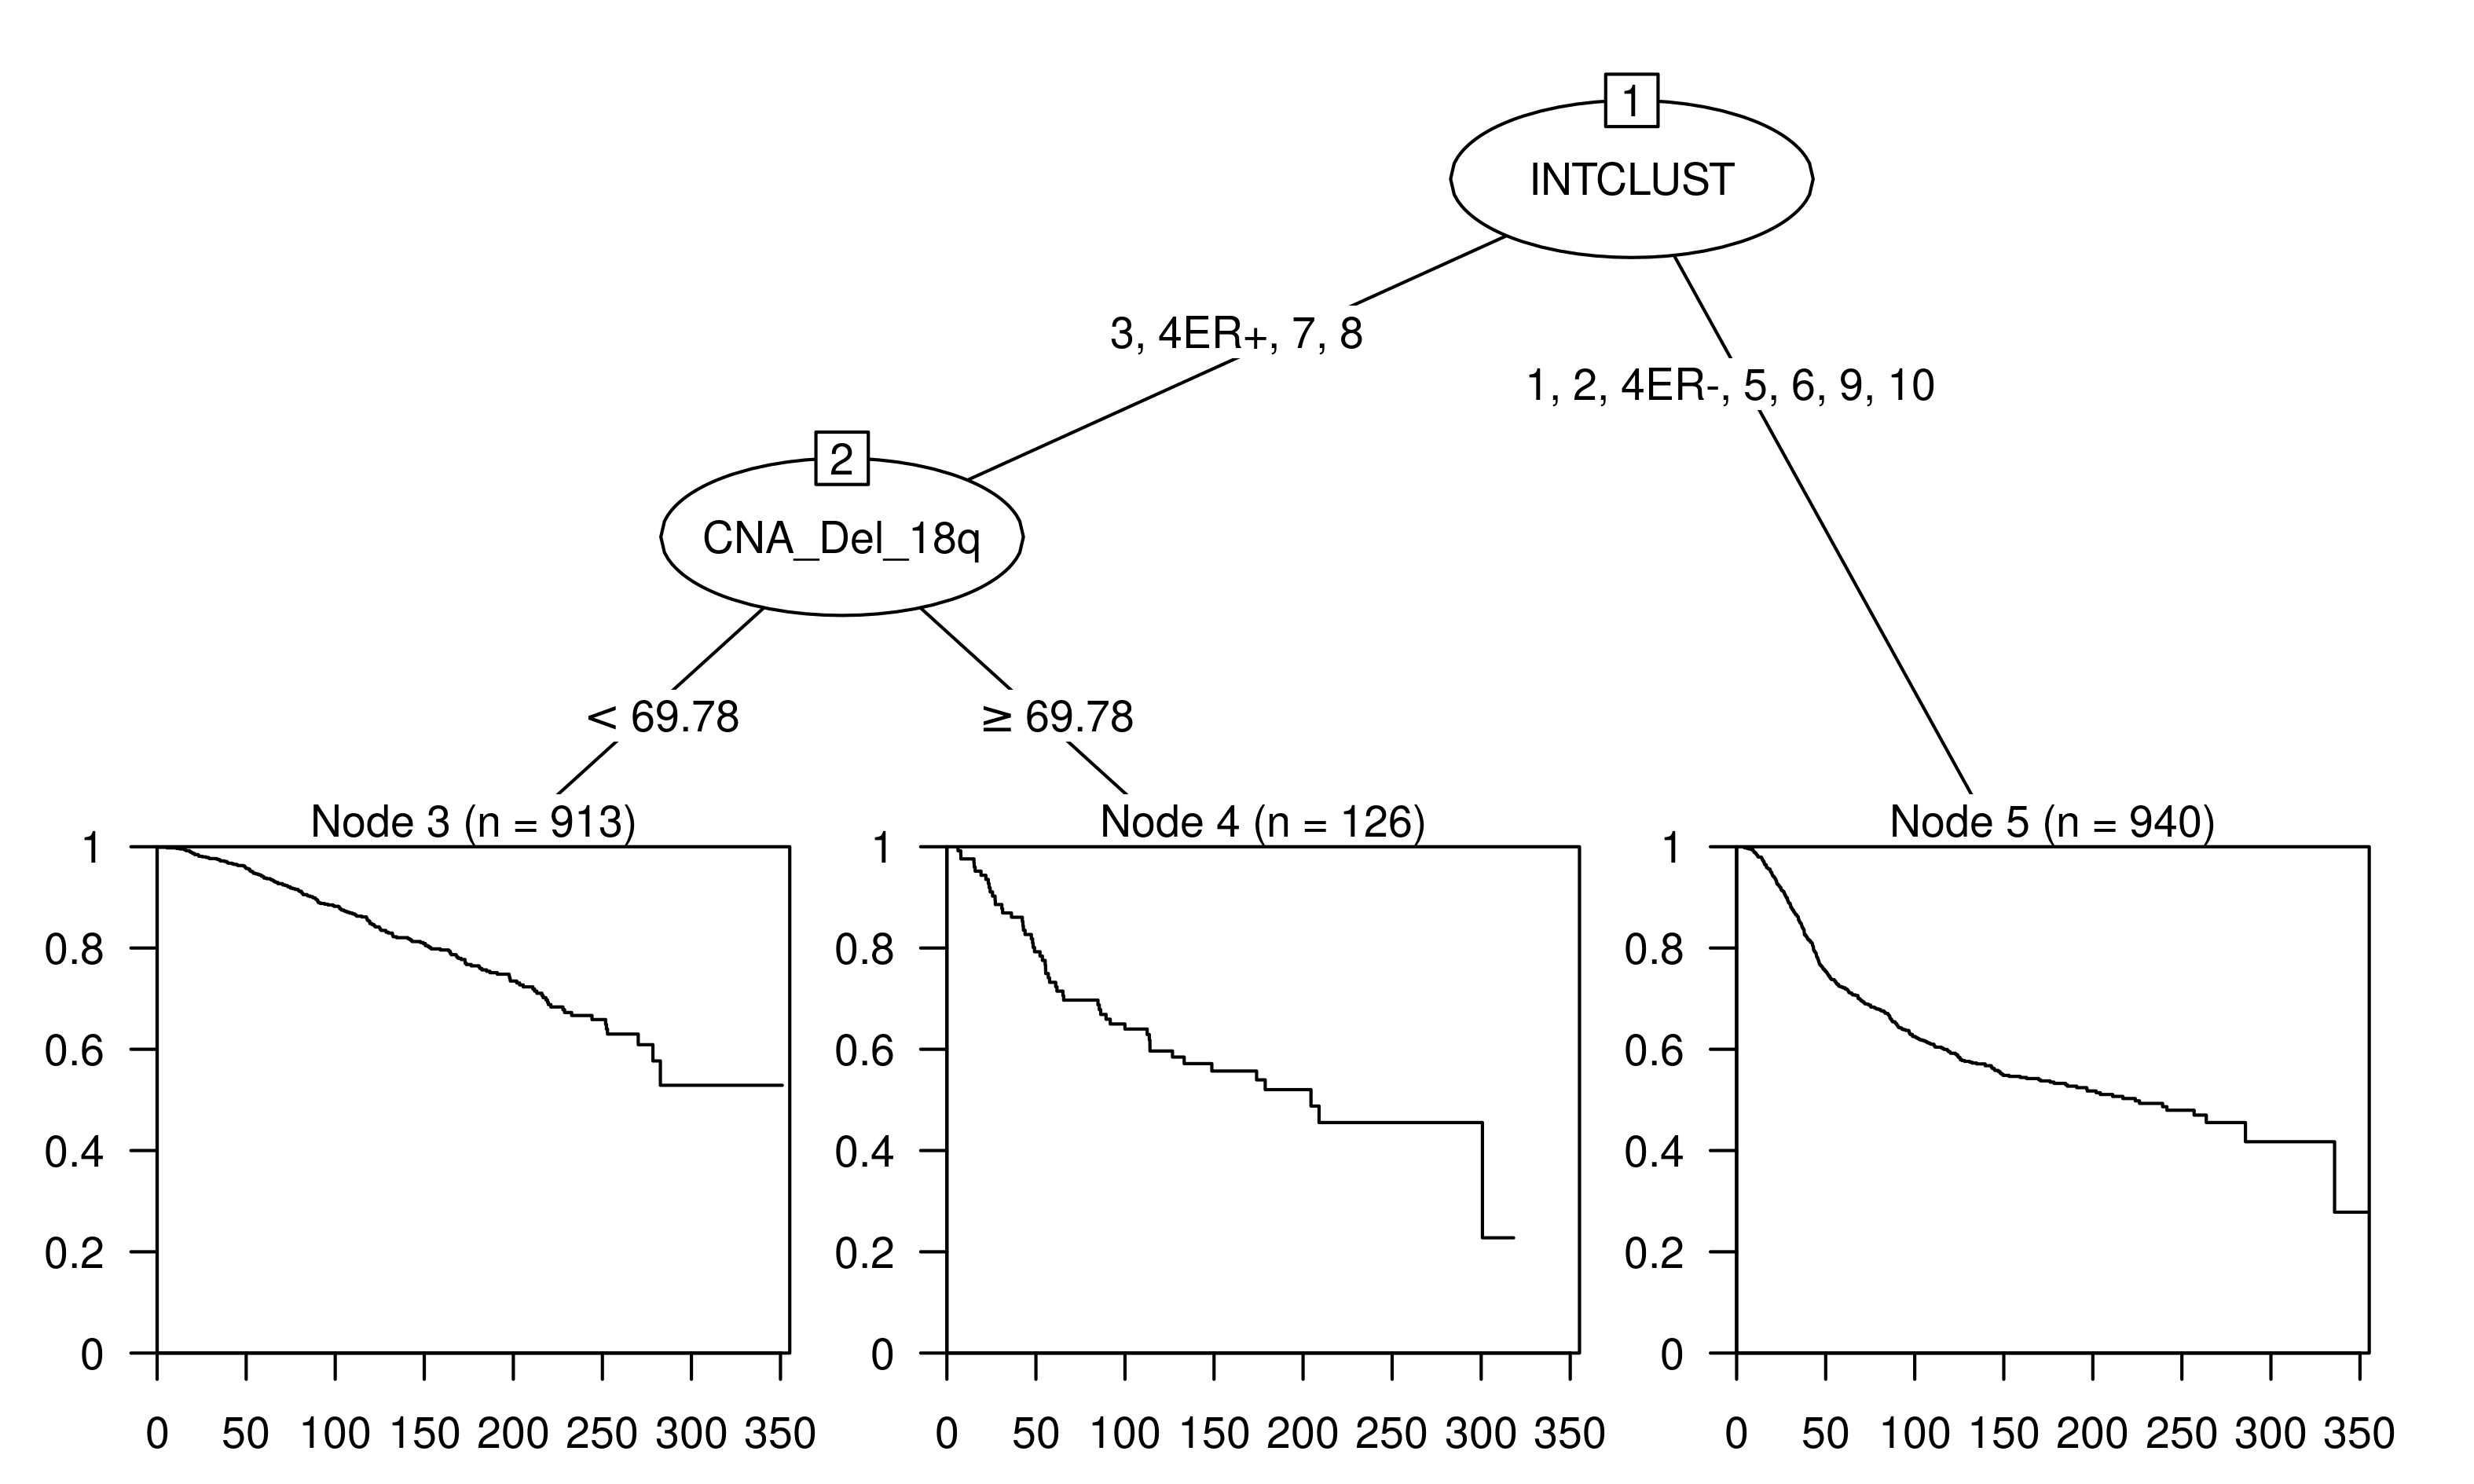 1
INTCLUST
3, 4ER+, 7, 8
1, 2, 4ER-, 5, 6, 9, 10
2
CNA_Del_18q
< 69.78
≥ 69.78
Node 3 (n = 913)
1
0.8
0.6
0.4
0.2
0
0 50 100 150 200 250 300 350
Node 4 (n = 126)
1
0.8
0.6
0.4
0.2
0
0 50 100 150 200 250 300 350
Node 5 (n = 940)
1
0.8
0.6
0.4
0.2
0
0 50 100 150 200 250 300 350